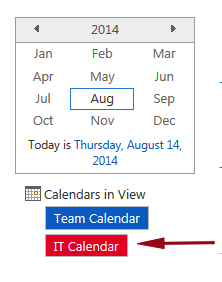 2014
Jan Feb Mar
Apr May Jun
Jul Aug Sep
Oct Nov Dec
Today is Thursday, August 14,
2014
Calendars in View
Team Calendar
IT Calendar